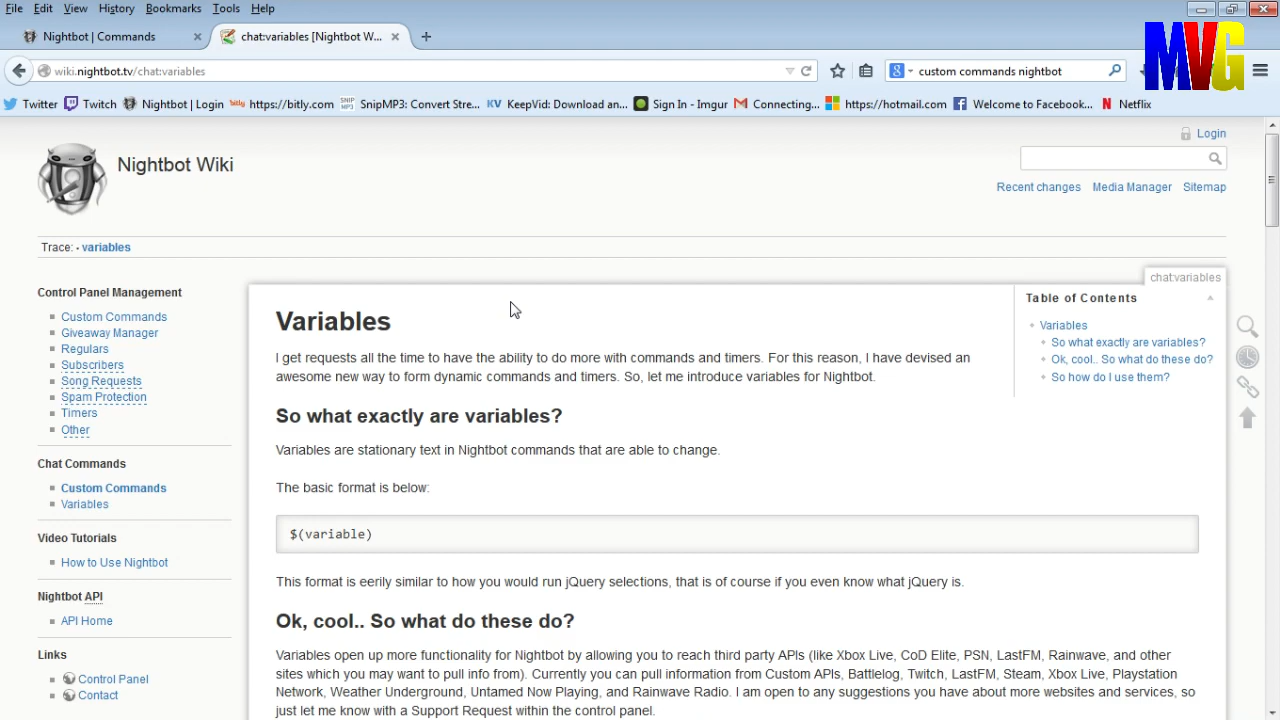 File Edit View History Bookmarks Tools Help
Nightbot | Commands
chat:variables [Nightbot W...
MVG
wiki.nightbot.tv/chat:variables
custom commands nightbot
Twitter Twitch Nightbot | Login bitly https://bitly.com SNIP MP3 SnipMP3: Convert Stre... KV KeepVid: Download an... Sign In - Imgur Connecting... https://hotmail.com Welcome to Facebook... N Netflix
Login
Nightbot Wiki
Recent changes Media Manager Sitemap
Trace: • variables
chat:variables
Control Panel Management
Custom Commands
Giveaway Manager
Regulars
Subscribers
Song Requests
Spam Protection
Timers
Other
Chat Commands
Custom Commands
Variables
Video Tutorials
How to Use Nightbot
Nightbot API
API Home
Links
Control Panel
Contact
Variables
I get requests all the time to have the ability to do more with commands and timers. For this reason, I have devised an
awesome new way to form dynamic commands and timers. So, let me introduce variables for Nightbot.
So what exactly are variables?
Variables are stationary text in Nightbot commands that are able to change.
The basic format is below:
$(variable)
This format is eerily similar to how you would run jQuery selections, that is of course if you even know what jQuery is.
Ok, cool.. So what do these do?
Variables open up more functionality for Nightbot by allowing you to reach third party APIs (like Xbox Live, CoD Elite, PSN, LastFM, Rainwave, and other
sites which you may want to pull info from). Currently you can pull information from Custom APIs, Battlelog, Twitch, LastFM, Steam, Xbox Live, Playstation
Network, Weather Underground, Untamed Now Playing, and Rainwave Radio. I am open to any suggestions you have about more websites and services, so
just let me know with a Support Request within the control panel.
Table of Contents
Variables
So what exactly are variables?
Ok, cool.. So what do these do?
So how do I use them?